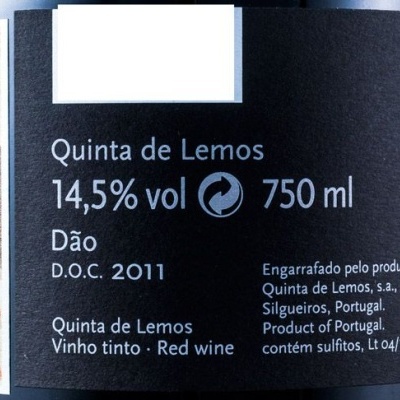 Quinta de Lemos
14,5% vol 750 ml
Dão
D.O.C. 2011
Engarrafado pelo
Quinta de Lemos, s.a.,
Silgueiros, Portugal.
Quinta de Lemos
Product of Portugal.
Vinho tinto · Red wine
contém sulfitos, Lt 04/